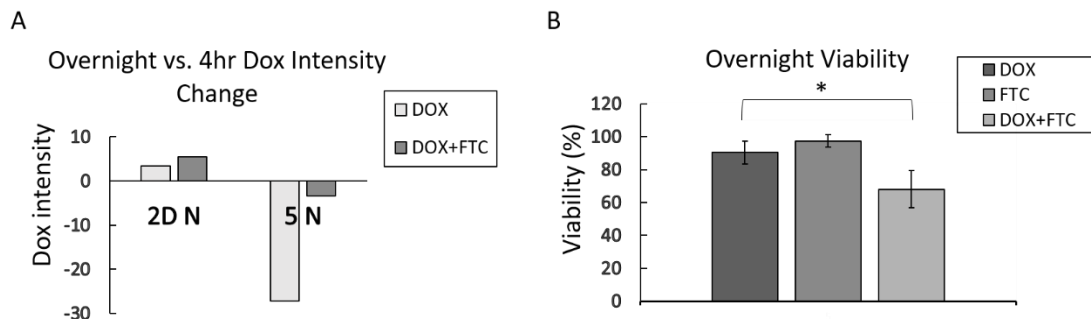 A
Overnight vs. 4hr Dox Intensity
Change
DOX
DOX+FTC
Dox intensity
10
0
-10
-20
-30
2D N
5 N
B
Overnight Viability
DOX
FTC
DOX+FTC
*
Viability (%)
120
100
80
60
40
20
0